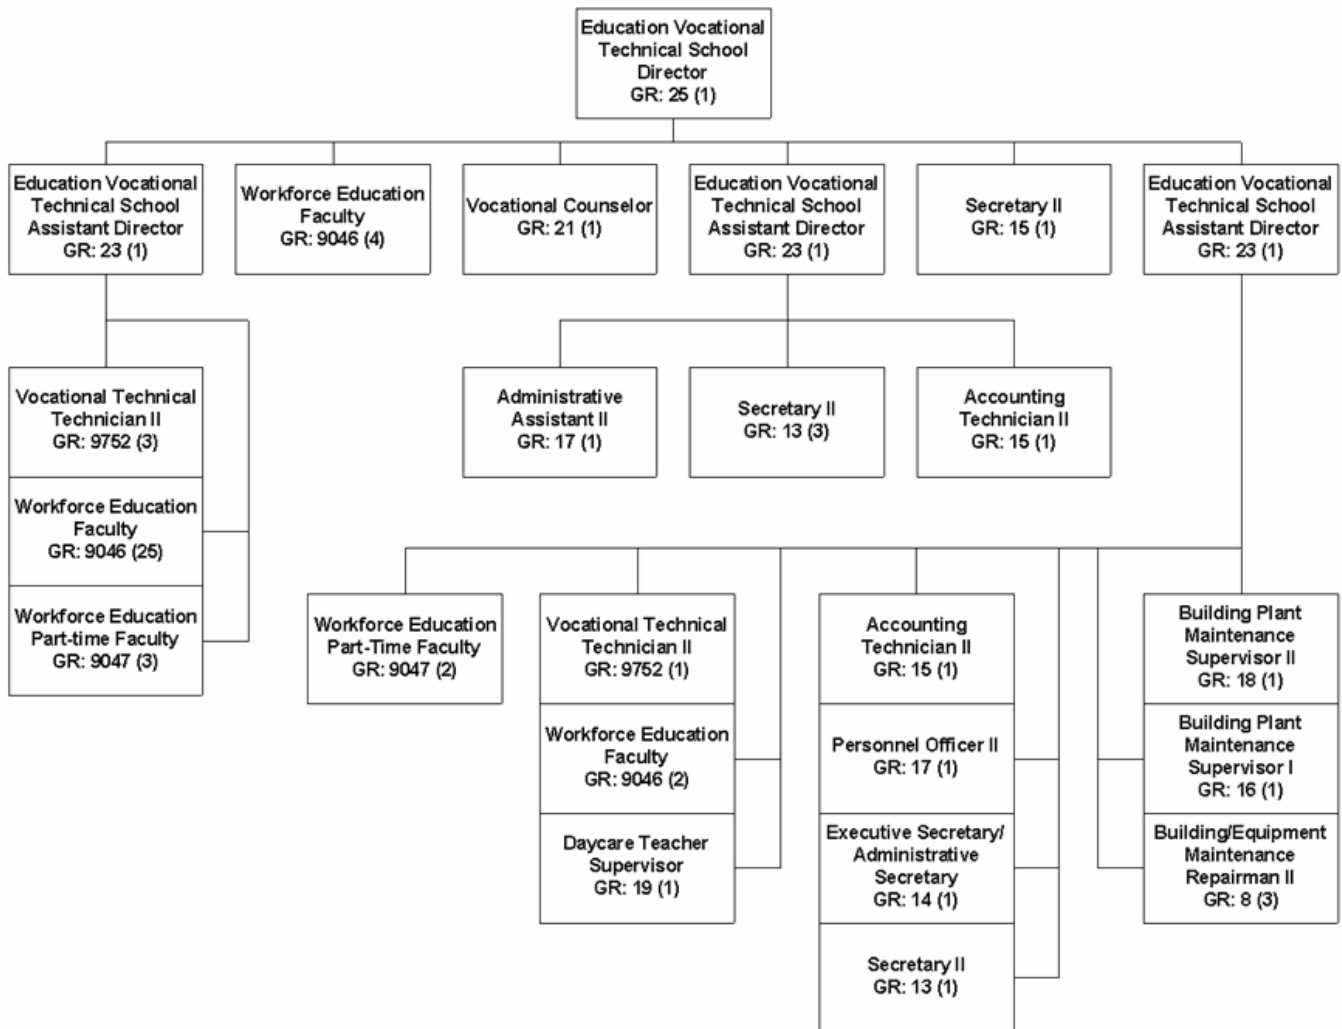 Education Vocational
Technical School
Director
GR: 25 (1)
Education Vocational
Technical School
Assistant Director
GR: 23 (1)
Workforce Education
Faculty
GR: 9046 (4)
Vocational Counselor
GR: 21 (1)
Education Vocational
Technical School
Assistant Director
GR: 23 (1)
Secretary II
GR: 15 (1)
Education Vocational
Technical School
Assistant Director
GR: 23 (1)
Vocational Technical
Technician II
GR: 9752 (3)
Workforce Education
Faculty
GR: 9046 (25)
Workforce Education
Part-time Faculty
GR: 9047 (3)
Administrative
Assistant II
GR: 17 (1)
Secretary II
GR: 13 (3)
Accounting
Technician II
GR: 15 (1)
Workforce Education
Part-Time Faculty
GR: 9047 (2)
Vocational Technical
Technician II
GR: 9752 (1)
Workforce Education
Faculty
GR: 9046 (2)
Daycare Teacher
Supervisor
GR: 19 (1)
Accounting
Technician II
GR: 15 (1)
Personnel Officer II
GR: 17 (1)
Executive Secretary/
Administrative
Secretary
GR: 14 (1)
Secretary II
GR: 13 (1)
Building Plant
Maintenance
Supervisor II
GR: 18 (1)
Building Plant
Maintenance
Supervisor I
GR: 16 (1)
Building/Equipment
Maintenance
Repairman II
GR: 8 (3)